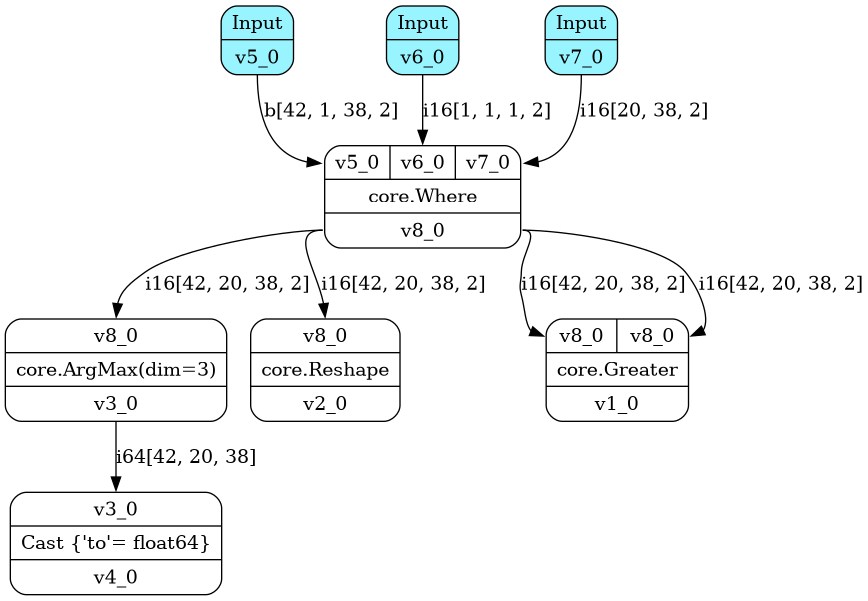 Input
v5_0
Input
v6_0
Input
v7_0
b[42, 1, 38, 2]
i16[1, 1, 1, 2]
i16[20, 38, 2]
v5_0 v6_0 v7_0
core.Where
v8_0
i16[42, 20, 38, 2]
i16[42, 20, 38, 2]
i16[42, 20, 38, 2]
i16[42, 20, 38, 2]
v8_0
core.ArgMax(dim=3)
v3_0
v8_0
core.Reshape
v2_0
v8_0 v8_0
core.Greater
v1_0
i64[42, 20, 38]
v3_0
Cast {'to'= float64}
v4_0